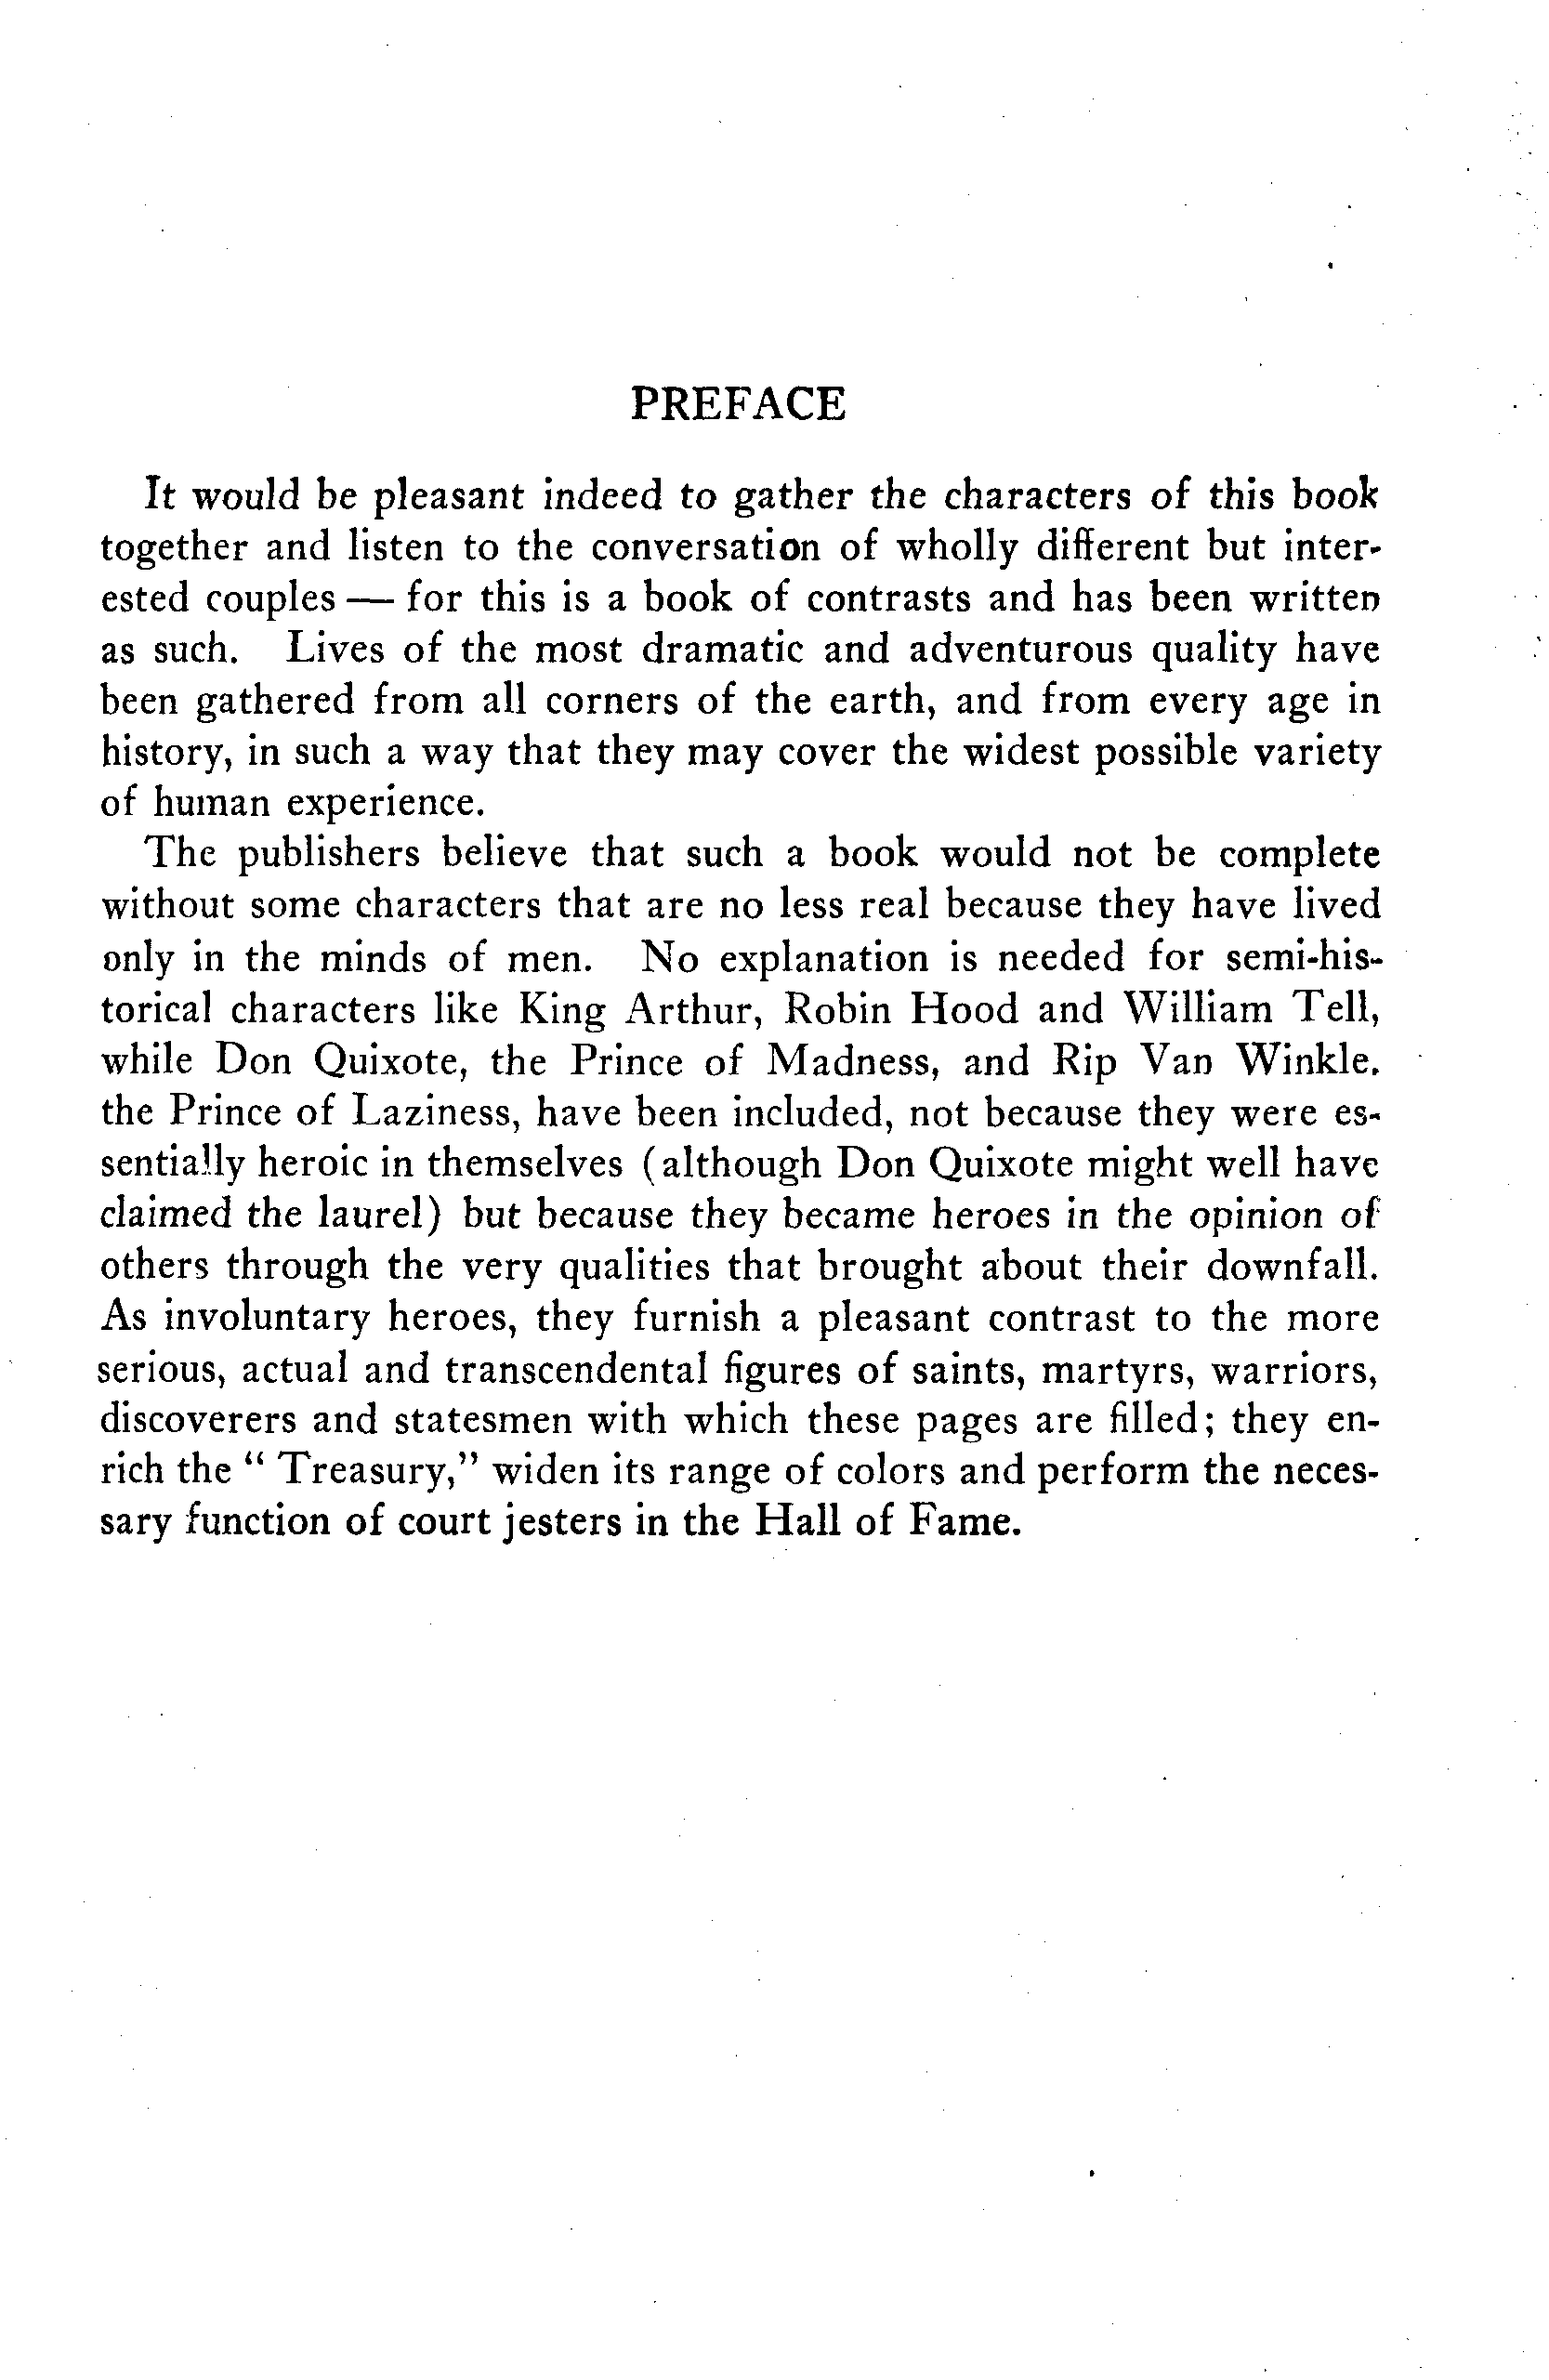 PREFACE
It would be pleasant indeed to gather the characters of this book
together and listen to the conversation of wholly different but inter-
ested couples — for this is a book of contrasts and has been written
as such. Lives of the most dramatic and adventurous quality have
been gathered from all corners of the earth, and from every age in
history, in such a way that they may cover the widest possible variety
of human experience.
The publishers believe that such a book would not be complete
without some characters that are no less real because they have lived
only in the minds of men. No explanation is needed for semi-his-
torical characters like King Arthur, Robin Hood and William Tell,
while Don Quixote, the Prince of Madness, and Rip Van Winkle.
the Prince of Laziness, have been included, not because they were es-
sentially heroic in themselves (although Don Quixote might well have
claimed the laurel) but because they became heroes in the opinion of
others through the very qualities that brought about their downfall.
As involuntary heroes, they furnish a pleasant contrast to the more
serious, actual and transcendental figures of saints, martyrs, warriors,
discoverers and statesmen with which these pages are filled; they en-
rich the " Treasury," widen its range of colors and perform the neces-
sary function of court jesters in the Hall of Fame.